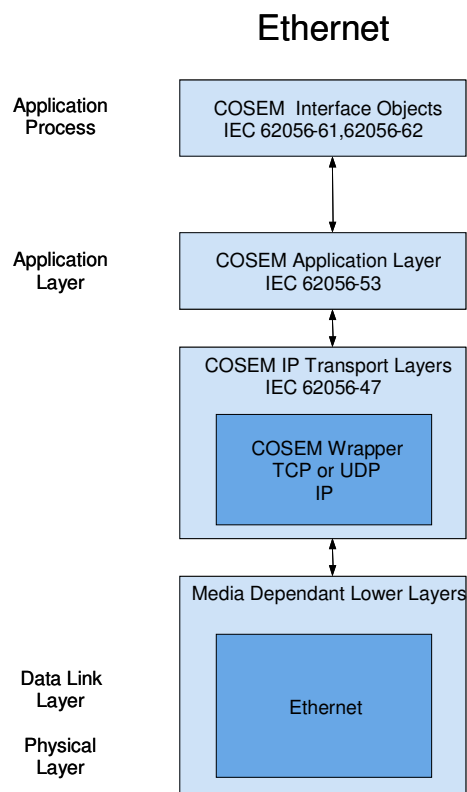 Ethernet
Application
Process
COSEM Interface Objects
IEC 62056-61,62056-62
Application
Layer
COSEM Application Layer
IEC 62056-53
COSEM IP Transport Layers
IEC 62056-47
COSEM Wrapper
TCP or UDP
IP
Media Dependant Lower Layers
Data Link
Layer
Ethernet
Physical
Layer